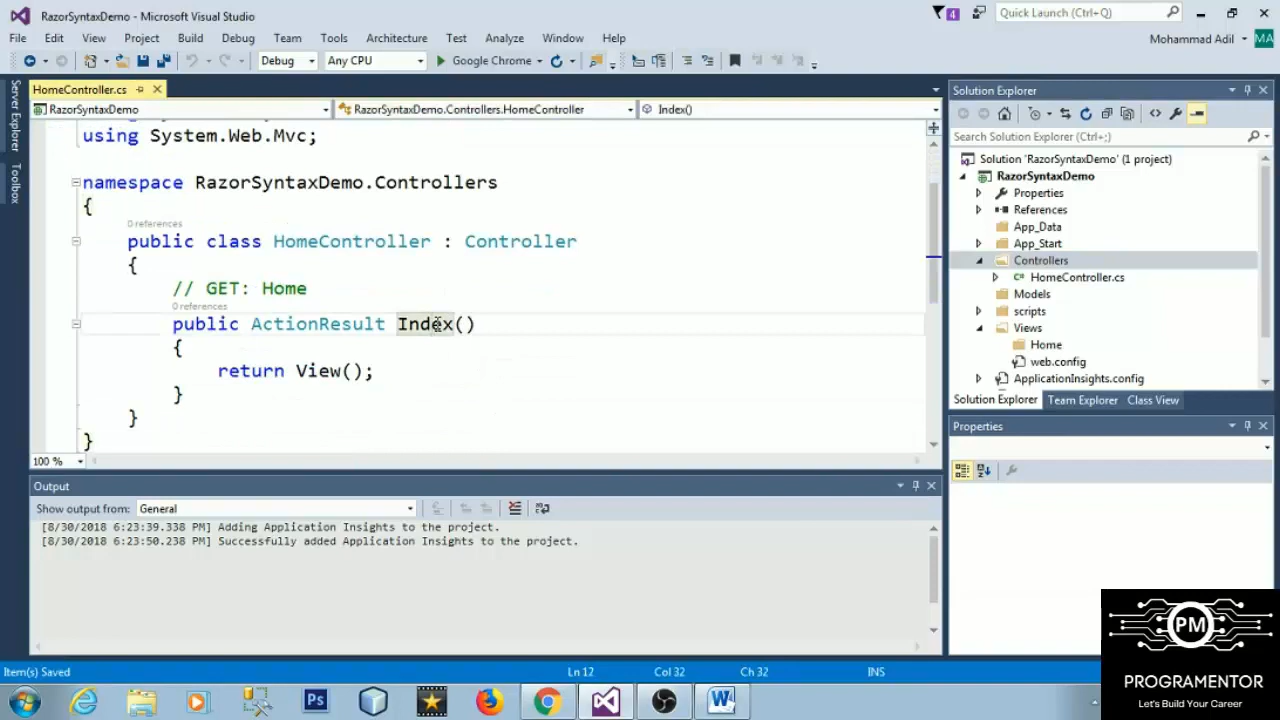 RazorSyntaxDemo - Microsoft Visual Studio
4
Quick Launch (Ctrl+Q)
File Edit View Project Build Debug Team Tools Architecture Test Analyze Window Help
Mohammad Adil MA
Debug Any CPU Google Chrome
Server Explorer
Toolbox
HomeController.cs
RazorSyntaxDemo RazorSyntaxDemo.Controllers.HomeController Index()
using System.Web.Mvc;
namespace RazorSyntaxDemo.Controllers
{
0 references
public class HomeController : Controller
{
// GET: Home
0 references
public ActionResult Index()
{
return View();
}
}
}
100 %
Output
Show output from: General
[8/30/2018 6:23:39.338 PM] Adding Application Insights to the project.
[8/30/2018 6:23:50.238 PM] Successfully added Application Insights to the project.
Solution Explorer
Search Solution Explorer (Ctrl+;)
Solution 'RazorSyntaxDemo' (1 project)
RazorSyntaxDemo
Properties
References
App_Data
App_Start
Controllers
HomeController.cs
Models
scripts
Views
Home
web.config
ApplicationInsights.config
Solution Explorer Team Explorer Class View
Properties
Item(s) Saved Ln 12 Col 32 Ch 32 INS
Ps
PM
PROGRAMENTOR
Let's Build Your Career